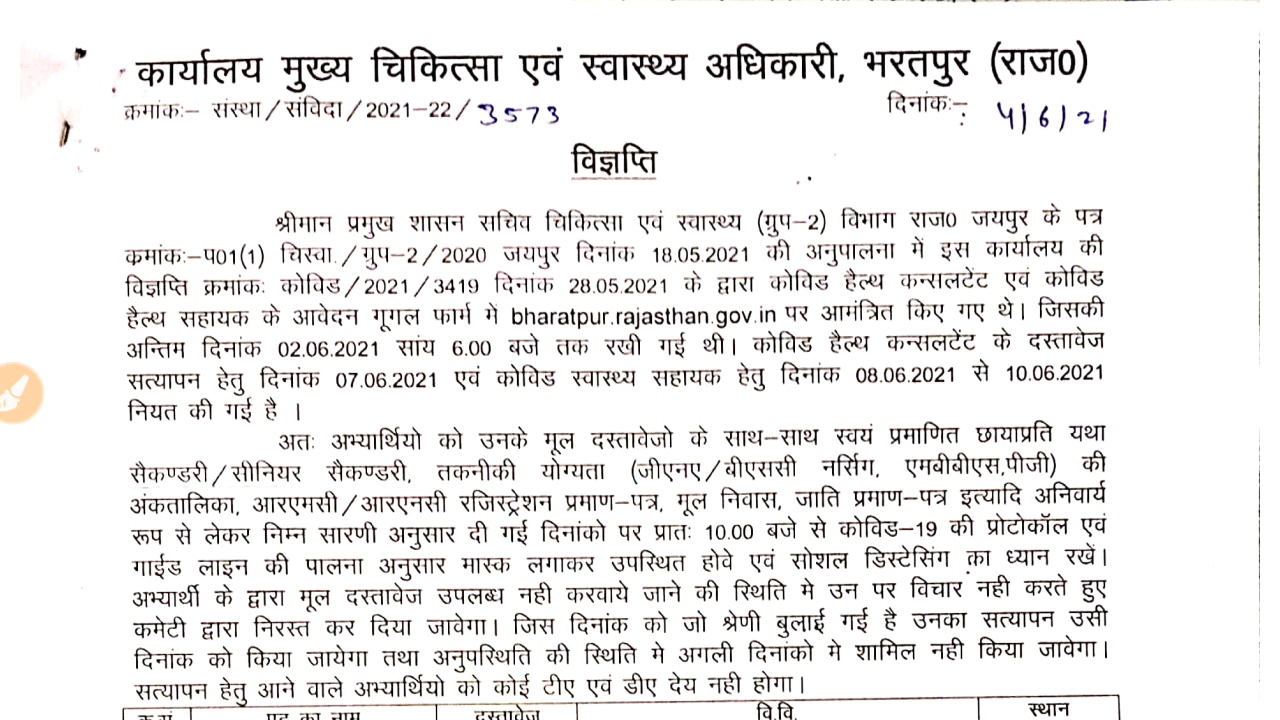 कार्यालय मुख्य चिकित्सा एवं स्वास्थ्य अधिकारी, भरतपुर (राज0)
क्रमांकः– संस्था/संविदा/2021–22/3573 दिनांकः– 4/6/21
विज्ञप्ति
श्रीमान प्रमुख शासन सचिव चिकित्सा एवं स्वास्थ्य (ग्रुप–2) विभाग राज0 जयपुर के पत्र
कमांकः–प01(1) चिस्वा./ग्रुप–2/2020 जयपुर दिनांक 18.05.2021 की अनुपालना में इस कार्यालय की
विज्ञप्ति क्रमांकः कोविड/2021/3419 दिनांक 28.05.2021 के द्वारा कोविड हैल्थ कन्सलटेंट एवं कोविड
हैल्थ सहायक के आवेदन गूगल फार्म में bharatpur.rajasthan.gov.in पर आमंत्रित किए गए थे। जिसकी
अन्तिम दिनांक 02.06.2021 सांय 6.00 बजे तक रखी गई थी। कोविड हैल्थ कन्सलटेंट के दस्तावेज
सत्यापन हेतु दिनांक 07.06.2021 एवं कोविड स्वास्थ्य सहायक हेतु दिनांक 08.06.2021 से 10.06.2021
नियत की गई है ।
अतः अभ्यार्थियो को उनके मूल दस्तावेजो के साथ–साथ स्वयं प्रमाणित छायाप्रति यथा
सैकण्डरी/सीनियर सैकण्डरी, तकनीकी योग्यता (जीएनए/बीएससी नर्सिग, एमबीबीएस,पीजी) की
अंकतालिका, आरएमसी/आरएनसी रजिस्ट्रेशन प्रमाण–पत्र, मूल निवास, जाति प्रमाण–पत्र इत्यादि अनिवार्य
रूप से लेकर निम्न सारणी अनुसार दी गई दिनांको पर प्रातः 10.00 बजे से कोविड–19 की प्रोटोकॉल एवं
गाईड लाइन की पालना अनुसार मास्क लगाकर उपस्थित होवे एवं सोशल डिस्टेसिंग का ध्यान रखें।
अभ्यार्थी के द्वारा मूल दस्तावेज उपलब्ध नही करवाये जाने की स्थिति मे उन पर विचार नही करते हुए
कमेटी द्वारा निरस्त कर दिया जावेगा। जिस दिनांक को जो श्रेणी बुलाई गई है उनका सत्यापन उसी
दिनांक को किया जायेगा तथा अनुपस्थिति की स्थिति मे अगली दिनांको मे शामिल नही किया जावेगा।
सत्यापन हेतु आने वाले अभ्यार्थियो को कोई टीए एवं डीए देय नही होगा।
क.सं पद का नाम दस्तावेज वि.वि. स्थान